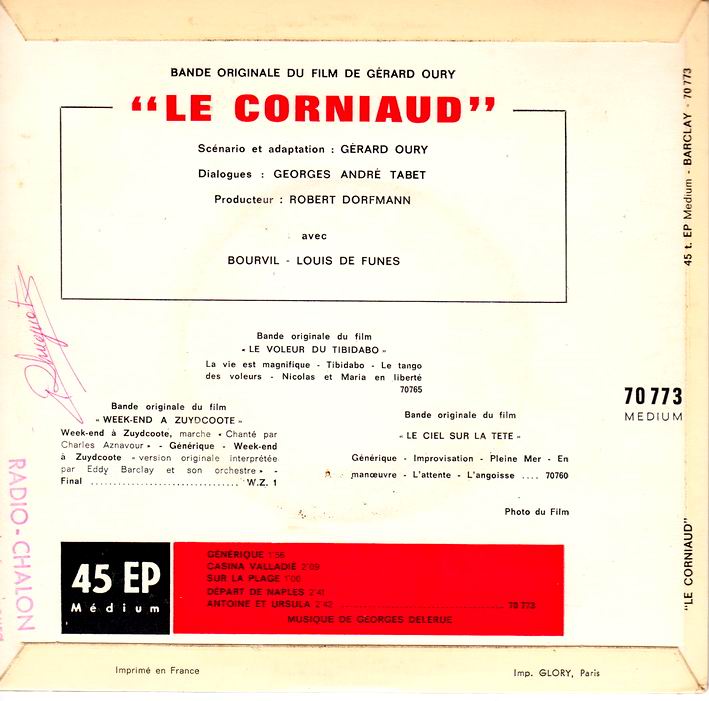 BANDE ORIGINALE DU FILM DE GÉRARD OURY
“LE CORNIAUD”
Scénario et adaptation : GÉRARD OURY
Dialogues : GEORGES ANDRÉ TABET
Producteur : ROBERT DORFMANN
avec
BOURVIL - LOUIS DE FUNES
Bande originale du film
« LE VOLEUR DU TIBIDABO »
La vie est magnifique - Tibidabo - Le tango
des voleurs - Nicolas et Maria en liberté
70765
Bande originale du film
« WEEK-END A ZUYDCOOTE »
Week-end à Zuydcoote, marche « Chanté par
Charles Aznavour » - Générique - Week-end
à Zuydcoote « version originale interprétée
par Eddy Barclay et son orchestre » -
Final ................................ W.Z. 1
Bande originale du film
« LE CIEL SUR LA TETE »
Générique - Improvisation - Pleine Mer - En
manœuvre - L'attente - L'angoisse .... 70760
Photo du Film
70 773
MEDIUM
45 t. EP Medium - BARCLAY - 70 773
"LE CORNIAUD"
RADIO-CHALON
45 EP
Médium
GÉNÉRIQUE 1'56
CASINA VALLADIE 2'09
SUR LA PLAGE 1'00
DÉPART DE NAPLES 2'41
ANTOINE ET URSULA 2'42 ................................ 70 773
MUSIQUE DE GEORGES DELERUE
Imprimé en France
Imp. GLORY, Paris